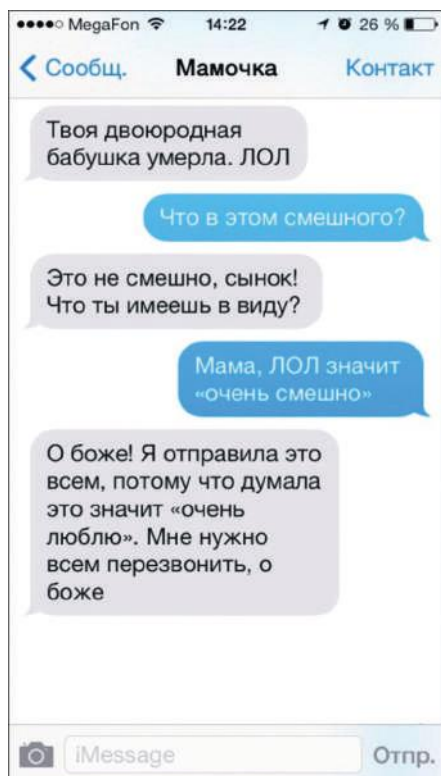 MegaFon 14:22 26 %
Сообщ. Мамочка Контакт
Твоя двоюродная
бабушка умерла. ЛОЛ
Что в этом смешного?
Это не смешно, сынок!
Что ты имеешь в виду?
Мама, ЛОЛ значит
«очень смешно»
О боже! Я отправила это
всем, потому что думала
это значит «очень
люблю». Мне нужно
всем перезвонить, о
боже
iMessage Отпр.